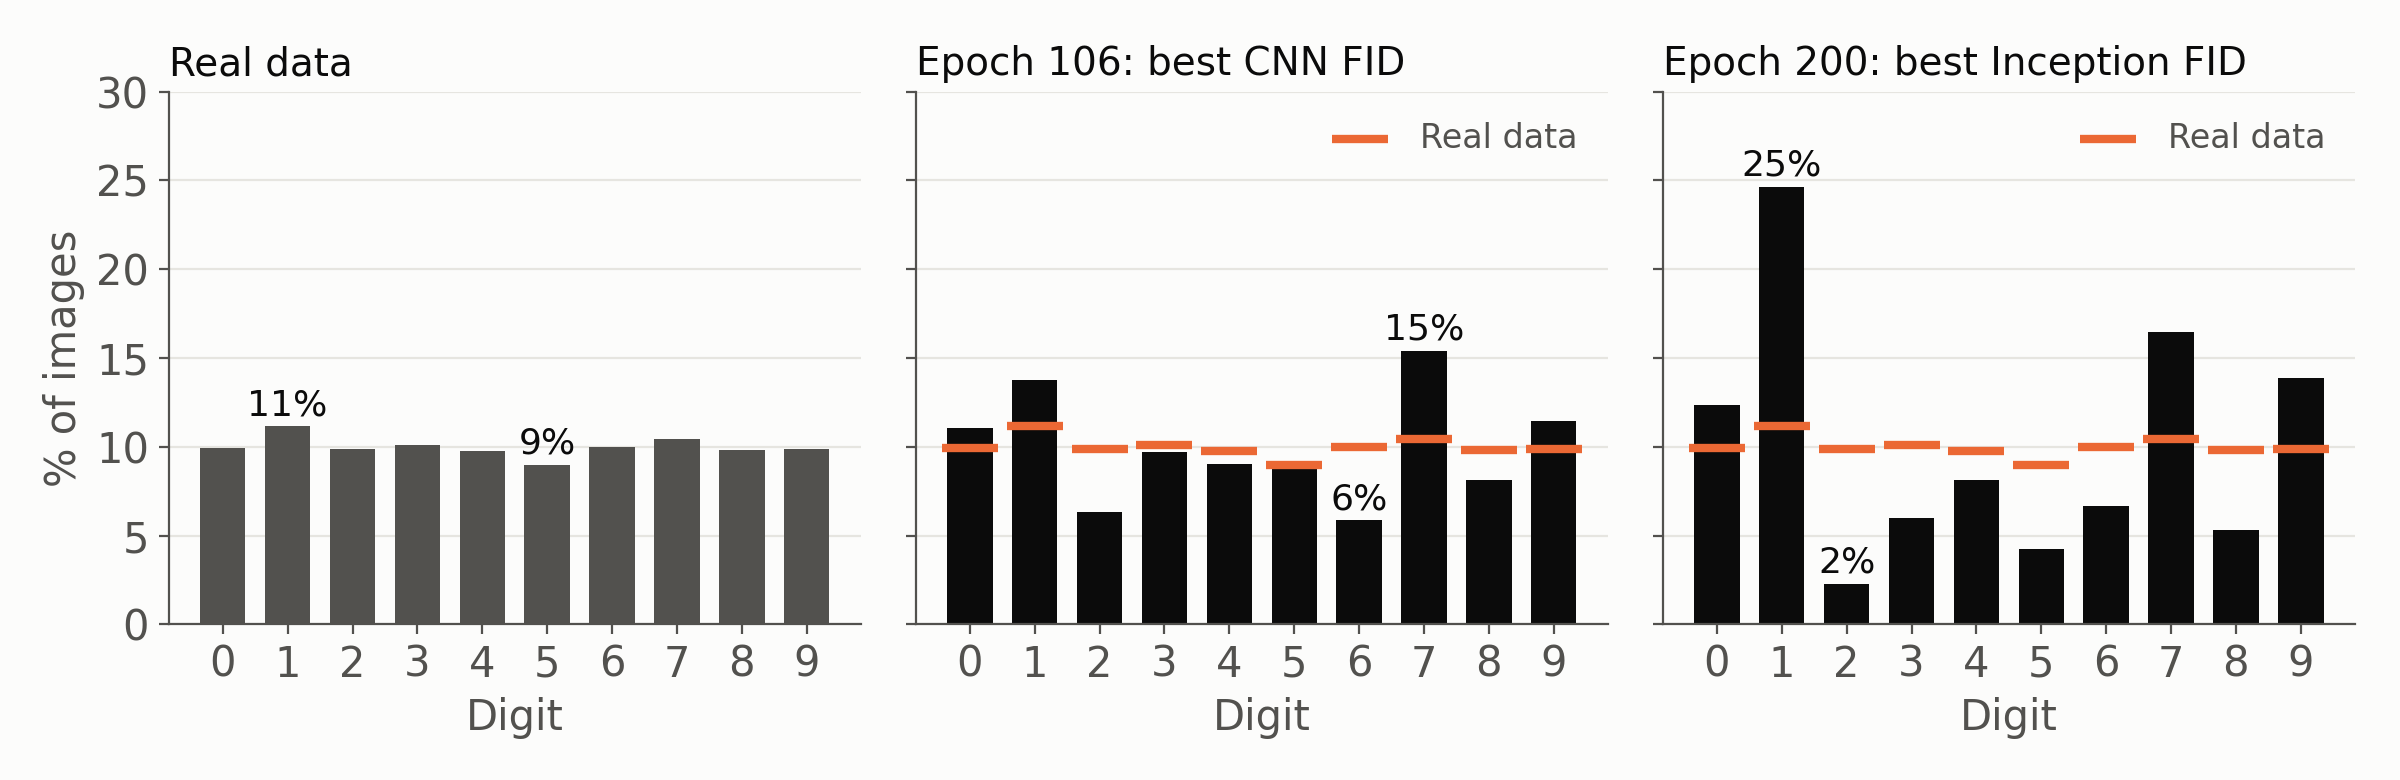 Real data
% of images
30
25
20
15
10
5
0
11%
9%
0 1 2 3 4 5 6 7 8 9
Digit
Epoch 106: best CNN FID
Real data
15%
6%
0 1 2 3 4 5 6 7 8 9
Digit
Epoch 200: best Inception FID
Real data
25%
2%
0 1 2 3 4 5 6 7 8 9
Digit